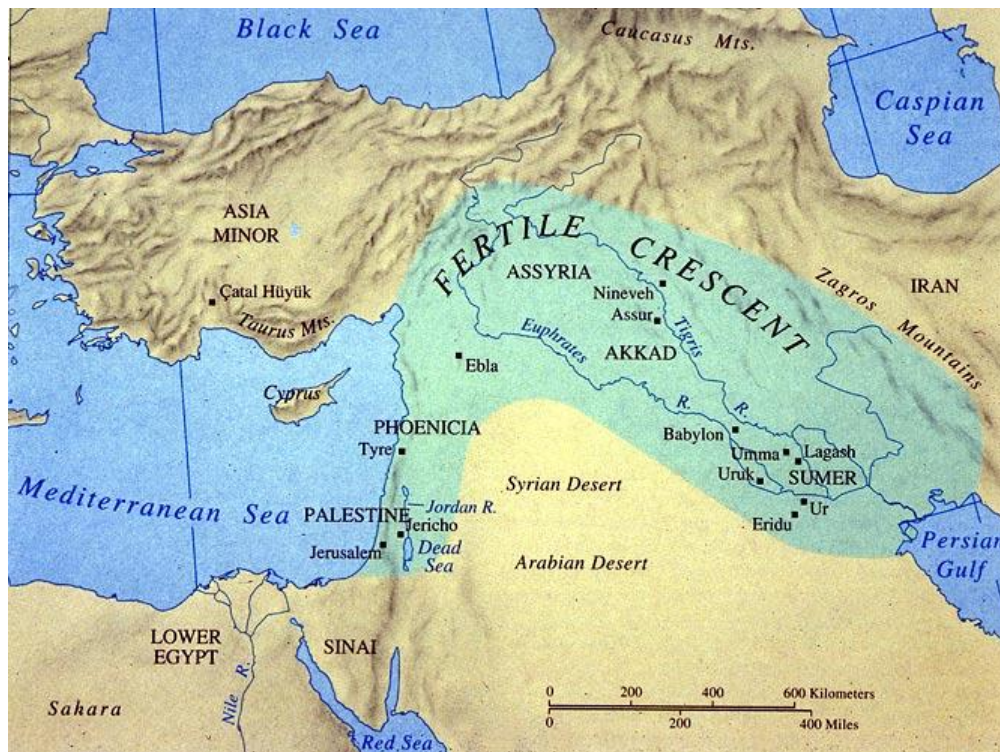 Black Sea
Caucasus Mts.
Caspian
Sea
ASIA
MINOR
FERTILE CRESCENT
ASSYRIA
Zagros Mountains
IRAN
Çatal Hüyük
Nineveh
Assur
Taurus Mts.
Tigris R.
Euphrates R.
AKKAD
Ebla
Cyprus
PHOENICIA
Tyre
Babylon
Umma
Lagash
Uruk
SUMER
Syrian Desert
Mediterranean Sea
Jordan R.
PALESTINE
Jericho
Ur
Eridu
Jerusalem
Dead
Sea
Arabian Desert
Persian
Gulf
LOWER
EGYPT
SINAI
Nile R.
Sahara
Red Sea
0 200 400 600 Kilometers
0 200 400 Miles